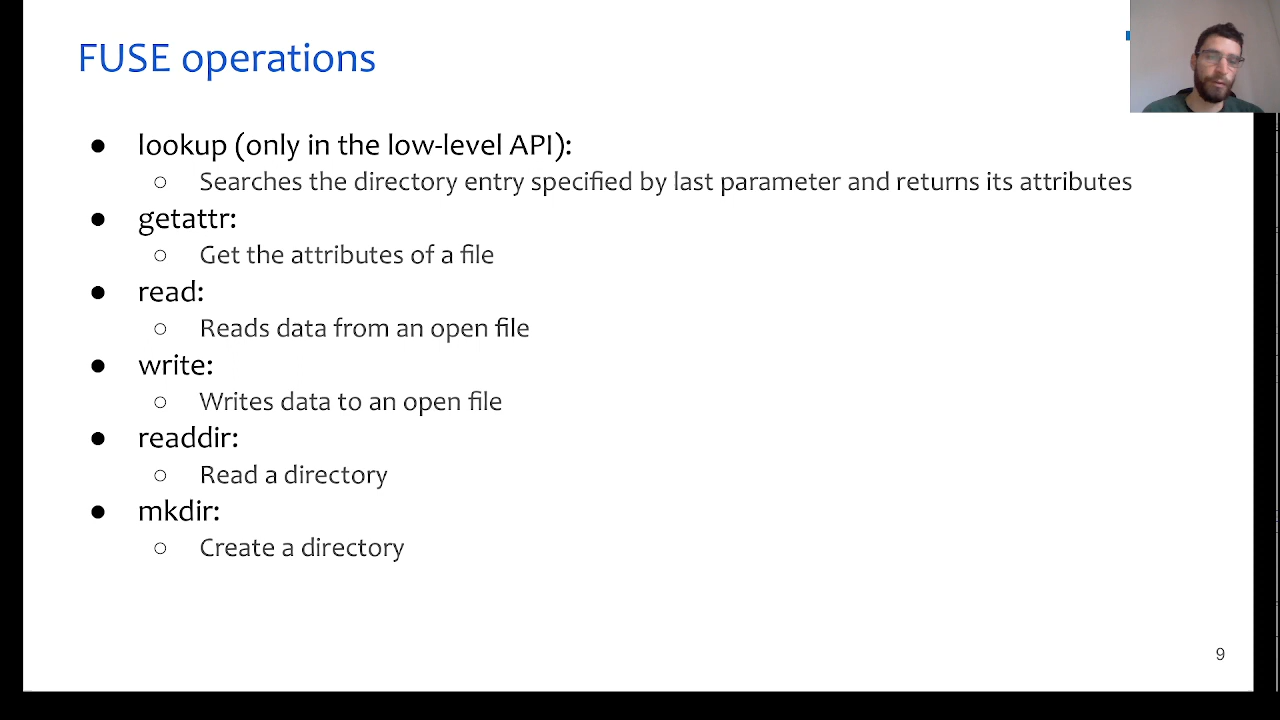 FUSE operations
● lookup (only in the low-level API):
○ Searches the directory entry specified by last parameter and returns its attributes
● getattr:
○ Get the attributes of a file
● read:
○ Reads data from an open file
● write:
○ Writes data to an open file
● readdir:
○ Read a directory
● mkdir:
○ Create a directory
9